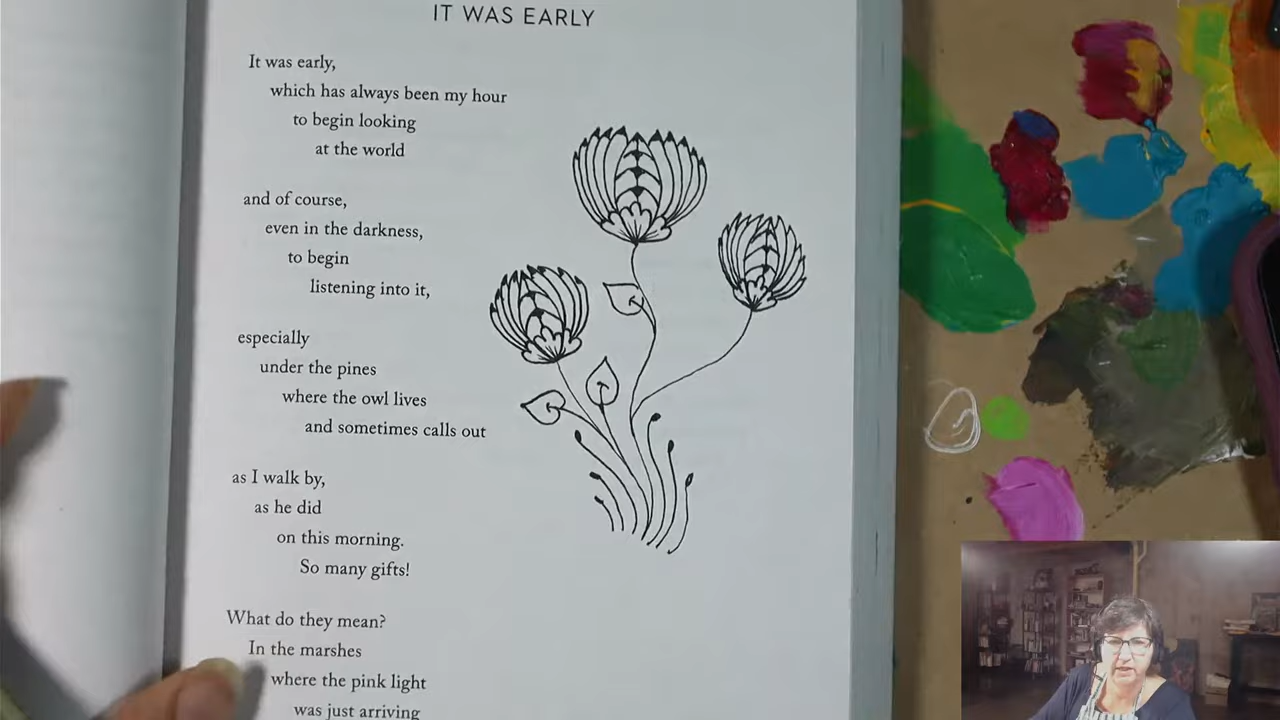 IT WAS EARLY
It was early,
which has always been my hour
to begin looking
at the world
and of course,
even in the darkness,
to begin
listening into it,
especially
under the pines
where the owl lives
and sometimes calls out
as I walk by,
as he did
on this morning.
So many gifts!
What do they mean?
In the marshes
where the pink light
was just arriving